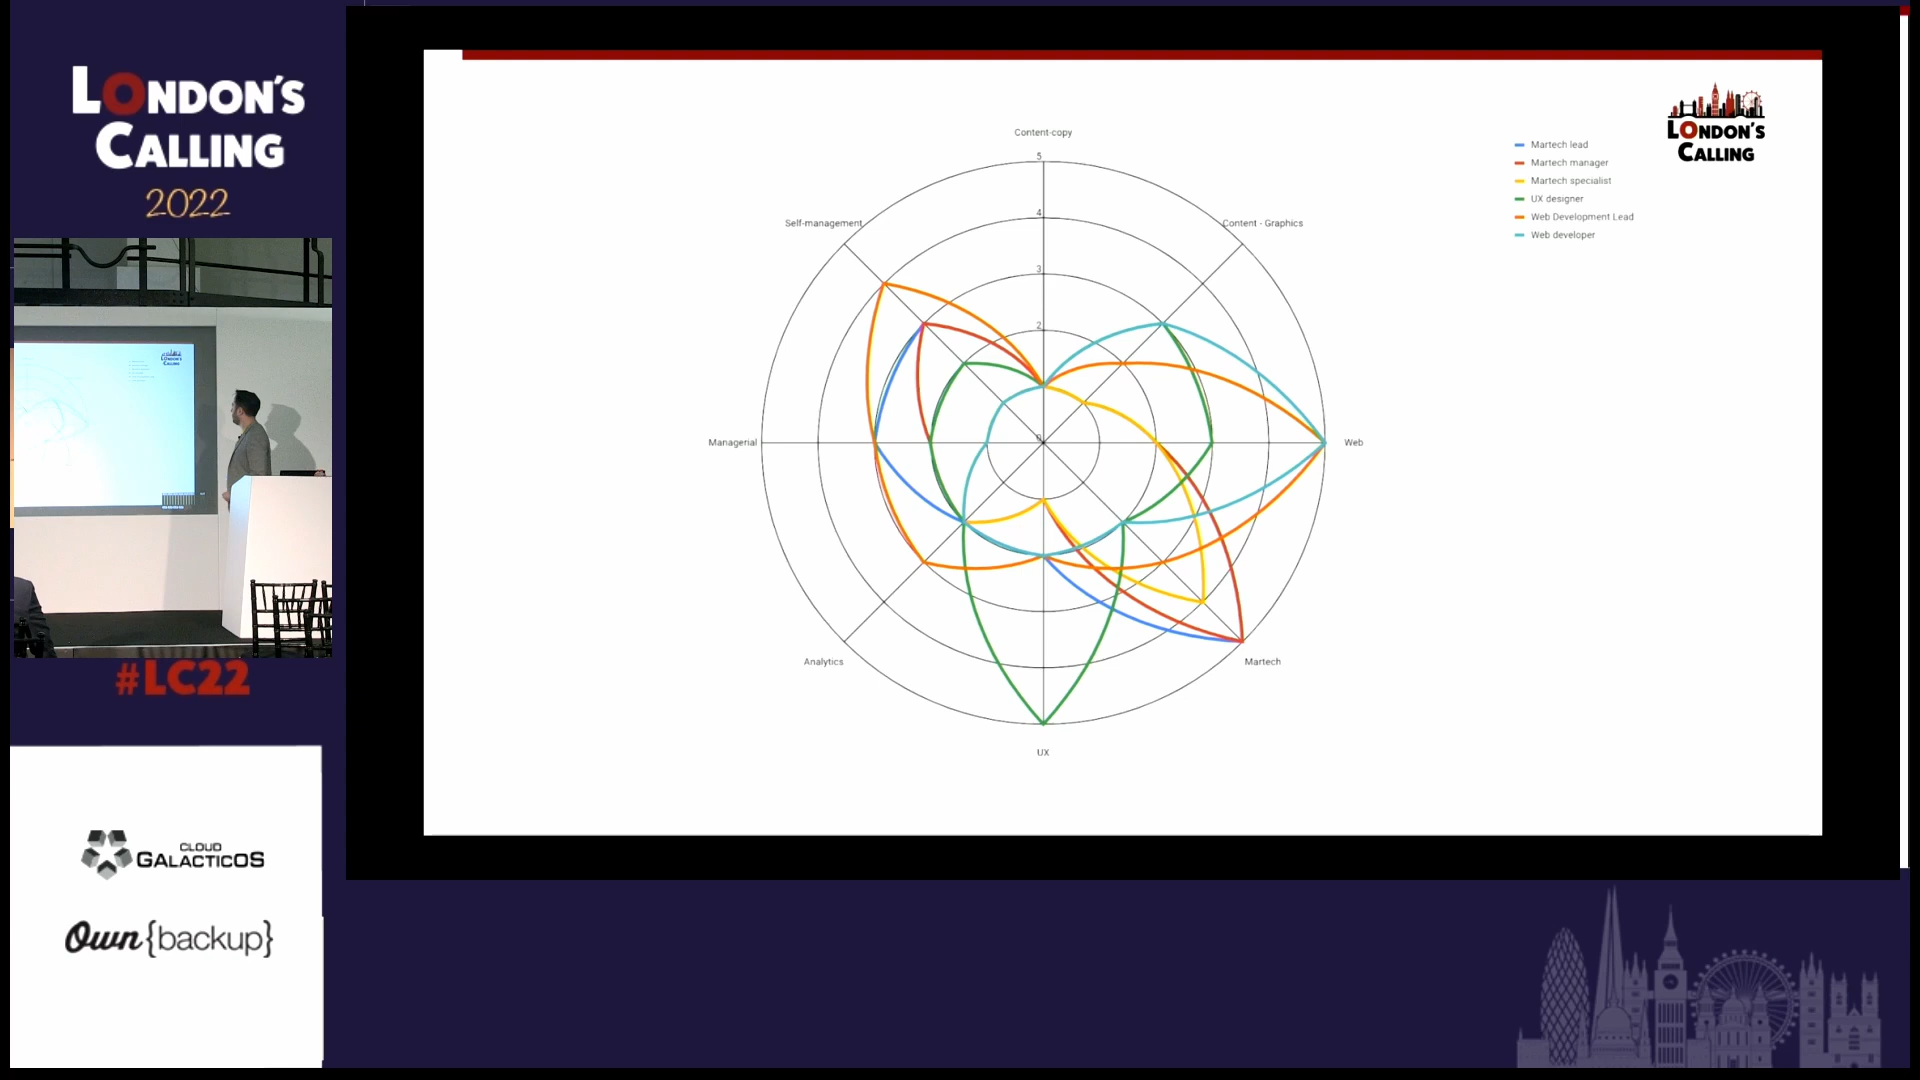 LONDON'S
CALLING
2022
#LC22
CLOUD
GALACTICOS
Own{backup}
LONDON'S
CALLING
Content-copy
5
4
3
2
0
Self-management
Content - Graphics
Managerial
Web
Analytics
Martech
UX
Martech lead
Martech manager
Martech specialist
UX designer
Web Development Lead
Web developer